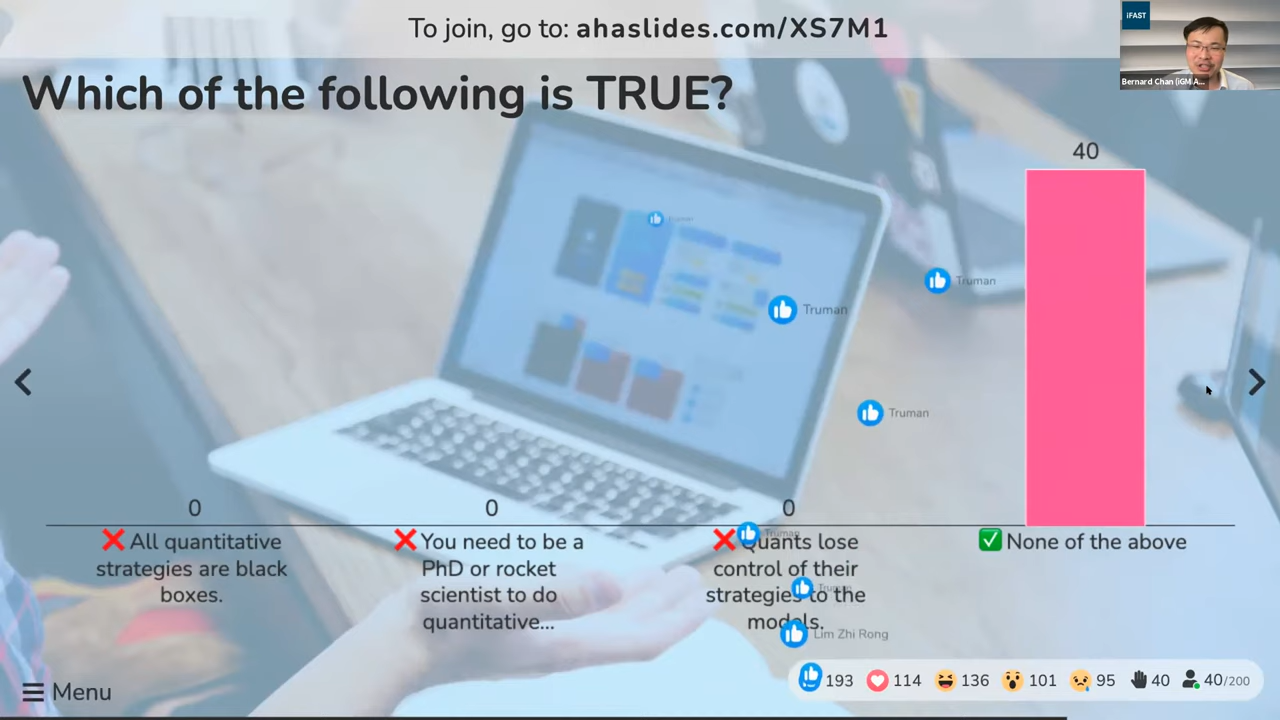 To join, go to: ahaslides.com/XS7M1
iFAST
Bernard Chan (iGM A...
Which of the following is TRUE?
40
Truman
Truman
Truman
Truman
0
0
0
❌ All quantitative
strategies are black
boxes.
❌ You need to be a
PhD or rocket
scientist to do
quantitative...
❌ Quants lose
control of their
strategies to the
models.
✅ None of the above
Truman
Truman
Lim Zhi Rong
Menu
193 114 136 101 95 40 40/200